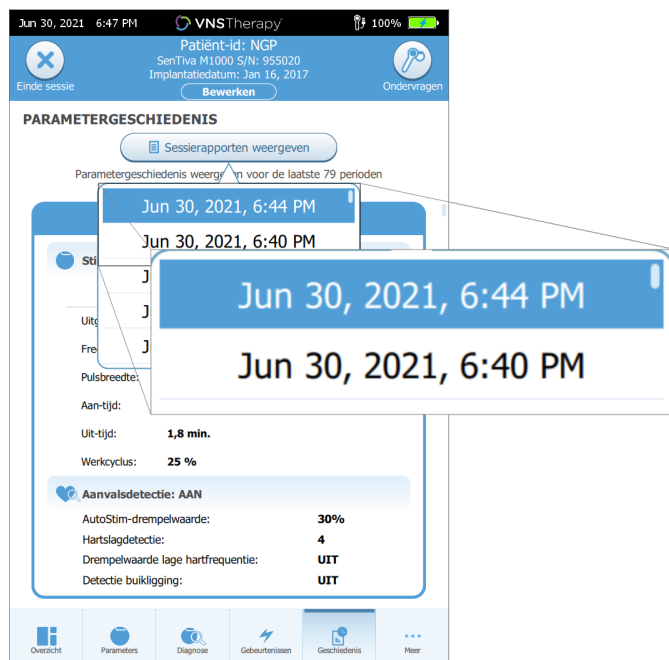 Jun 30, 2021 6:47 PM VNSTherapy 100%
Patiënt-id: NGP
SenTiva M1000 S/N: 955020
Implantatiedatum: Jan 16, 2017
Einde sessie Bewerken Ondervragen
PARAMETERGESCHIEDENIS
Sessierapporten weergeven
Parametergeschiedenis weergegeven voor de laatste 79 perioden
Jun 30, 2021, 6:44 PM
Jun 30, 2021, 6:40 PM
Jun 30, 2021, 6:44 PM
Jun 30, 2021, 6:40 PM
Sti
J
Uitg J
Fre J
Pulsbreedte:
Aan-tijd:
Uit-tijd: 1,8 min.
Werkcyclus: 25 %
Aanvalsdetectie: AAN
AutoStim-drempelwaarde: 30%
Hartslagdetectie: 4
Drempelwaarde lage hartfrequentie: UIT
Detectie buikligging: UIT
Overzicht Parameters Diagnose Gebeurtenissen Geschiedenis Meer